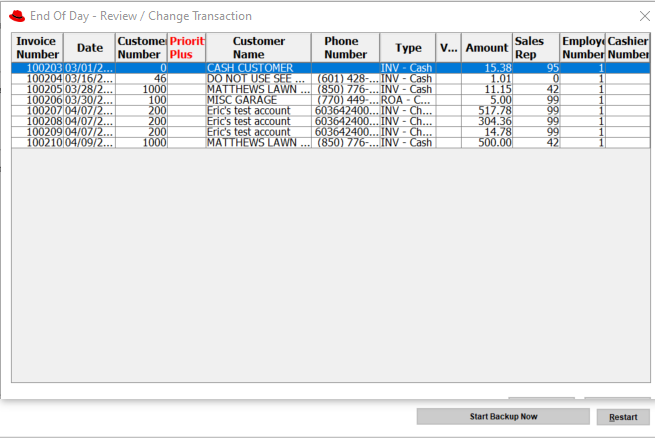 End Of Day - Review / Change Transaction
Invoice Number Date Custome Number Priorit Plus Customer Name Phone Number Type V... Amount Sales Rep Employ Number Cashier Number
100203 03/01/2... 0 CASH CUSTOMER INV - Cash 15.38 95 1
100204 03/16/2... 46 DO NOT USE SEE ... (601) 428-... INV - Cash 1.01 0 1
100205 03/28/2... 1000 MATTHEWS LAWN ... (850) 776-... INV - Cash 11.15 42 1
100206 03/30/2... 100 MISC GARAGE (770) 449-... ROA - C... 5.00 99 1
100207 04/07/2... 200 Eric's test account 603642400... INV - Ch... 517.78 99 1
100208 04/07/2... 200 Eric's test account 603642400... INV - Ch... 304.36 99 1
100209 04/07/2... 200 Eric's test account 603642400... INV - Ch... 14.78 99 1
100210 04/09/2... 1000 MATTHEWS LAWN ... (850) 776-... INV - Cash 500.00 42 1
Start Backup Now Restart